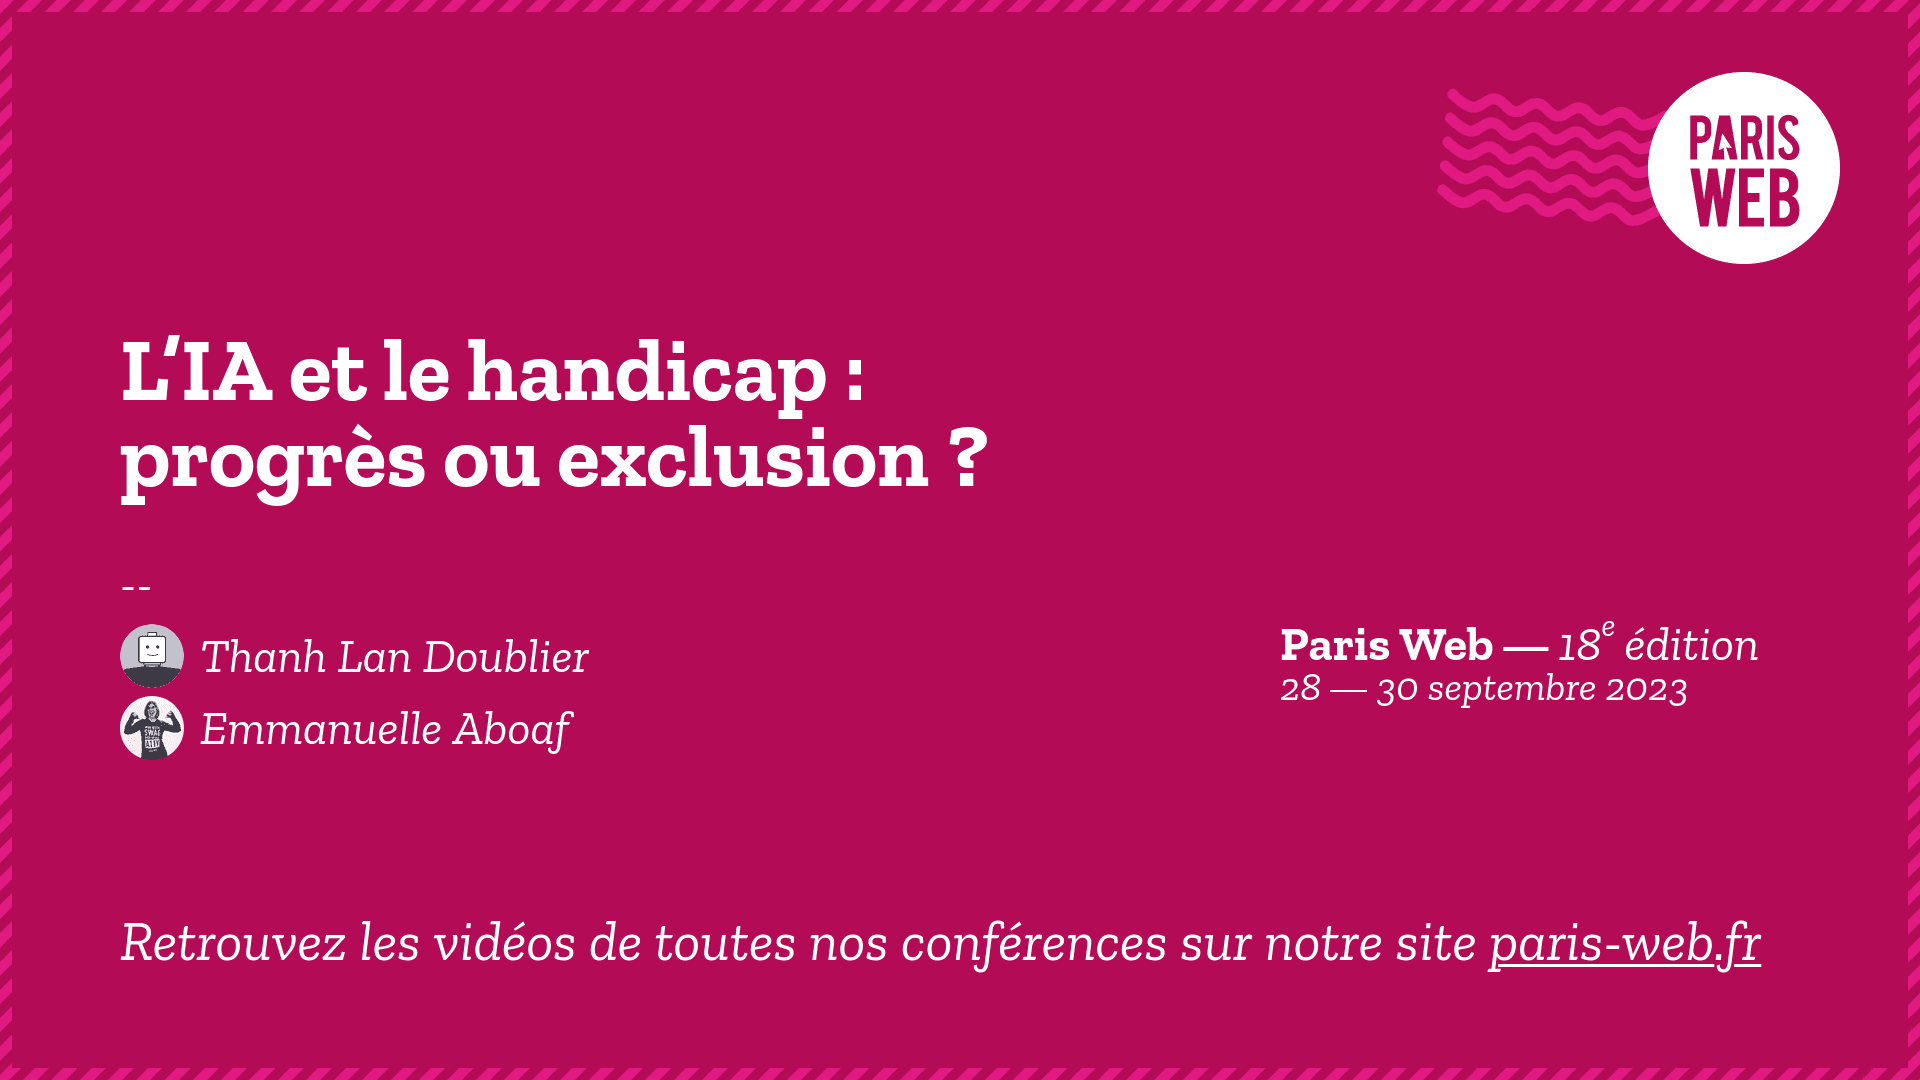 PARIS
WEB
L’IA et le handicap :
progrès ou exclusion ?
--
Thanh Lan Doublier
Emmanuelle Aboaf
Paris Web — 18e édition
28 — 30 septembre 2023
Retrouvez les vidéos de toutes nos conférences sur notre site paris-web.fr